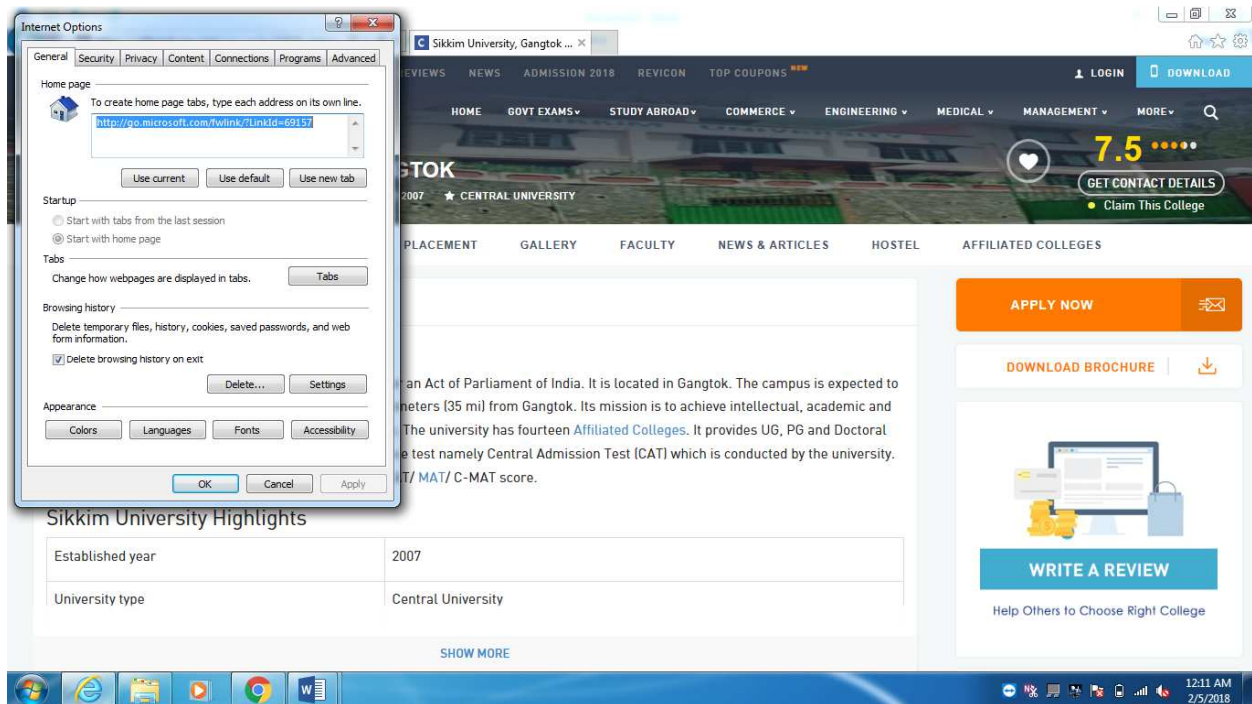 Internet Options
General Security Privacy Content Connections Programs Advanced
Home page
To create home page tabs, type each address on its own line.
http://go.microsoft.com/fwlink/?LinkId=69157
Use current Use default Use new tab
Startup
Start with tabs from the last session
Start with home page
Tabs
Change how webpages are displayed in tabs.
Tabs
Browsing history
Delete temporary files, history, cookies, saved passwords, and web
form information.
Delete browsing history on exit
Delete... Settings
Appearance
Colors Languages Fonts Accessibility
OK Cancel Apply
Sikkim University, Gangtok ...
NEWS ADMISSION 2018 REVICON TOP COUPONS NEW LOGIN DOWNLOAD
HOME GOVT EXAMS STUDY ABROAD COMMERCE ENGINEERING MEDICAL MANAGEMENT MORE
GTOK
2007 CENTRAL UNIVERSITY
7.5
GET CONTACT DETAILS
Claim This College
PLACEMENT GALLERY FACULTY NEWS & ARTICLES HOSTEL AFFILIATED COLLEGES
an Act of Parliament of India. It is located in Gangtok. The campus is expected to
meters (35 mi) from Gangtok. Its mission is to achieve intellectual, academic and
The university has fourteen Affiliated Colleges. It provides UG, PG and Doctoral
test namely Central Admission Test (CAT) which is conducted by the university.
T/ MAT/ C-MAT score.
Sikkim University Highlights
Established year 2007
University type Central University
SHOW MORE
APPLY NOW
DOWNLOAD BROCHURE
WRITE A REVIEW
Help Others to Choose Right College
12:11 AM
2/5/2018